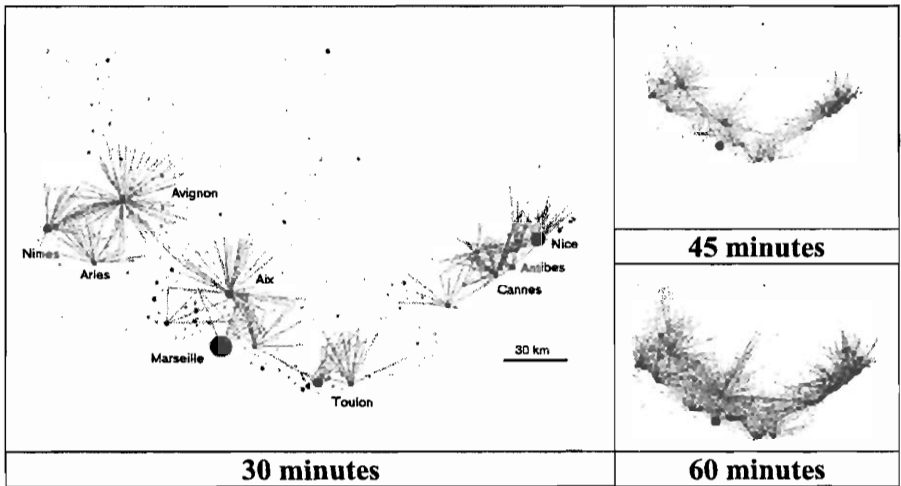 Avignon
Nimes
Arles
Aix
Marseille
Toulon
Nice
Antibes
Cannes
30 km
30 minutes
45 minutes
60 minutes